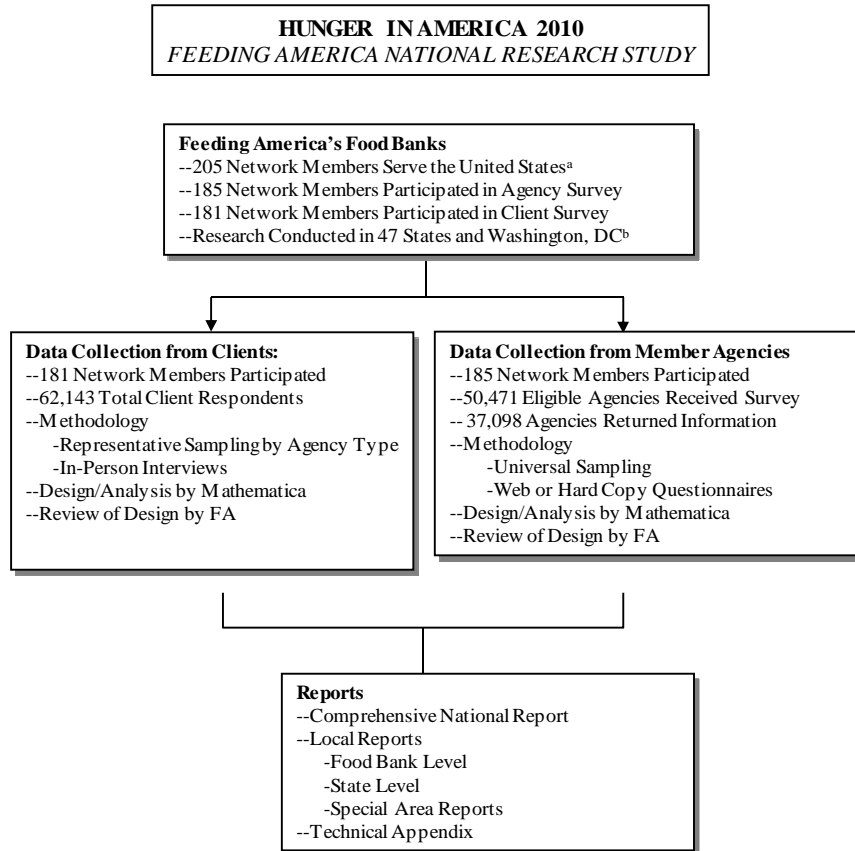 HUNGER IN AMERICA 2010
FEEDING AMERICA NATIONAL RESEARCH STUDY
Feeding America's Food Banks
--205 Network Members Serve the United Statesᵃ
--185 Network Members Participated in Agency Survey
--181 Network Members Participated in Client Survey
--Research Conducted in 47 States and Washington, DCᵇ
Data Collection from Clients:
--181 Network Members Participated
--62,143 Total Client Respondents
--Methodology
-Representative Sampling by Agency Type
-In-Person Interviews
--Design/Analysis by Mathematica
--Review of Design by FA
Data Collection from Member Agencies
--185 Network Members Participated
--50,471 Eligible Agencies Received Survey
-- 37,098 Agencies Returned Information
--Methodology
-Universal Sampling
-Web or Hard Copy Questionnaires
--Design/Analysis by Mathematica
--Review of Design by FA
Reports
--Comprehensive National Report
--Local Reports
-Food Bank Level
-State Level
-Special Area Reports
--Technical Appendix